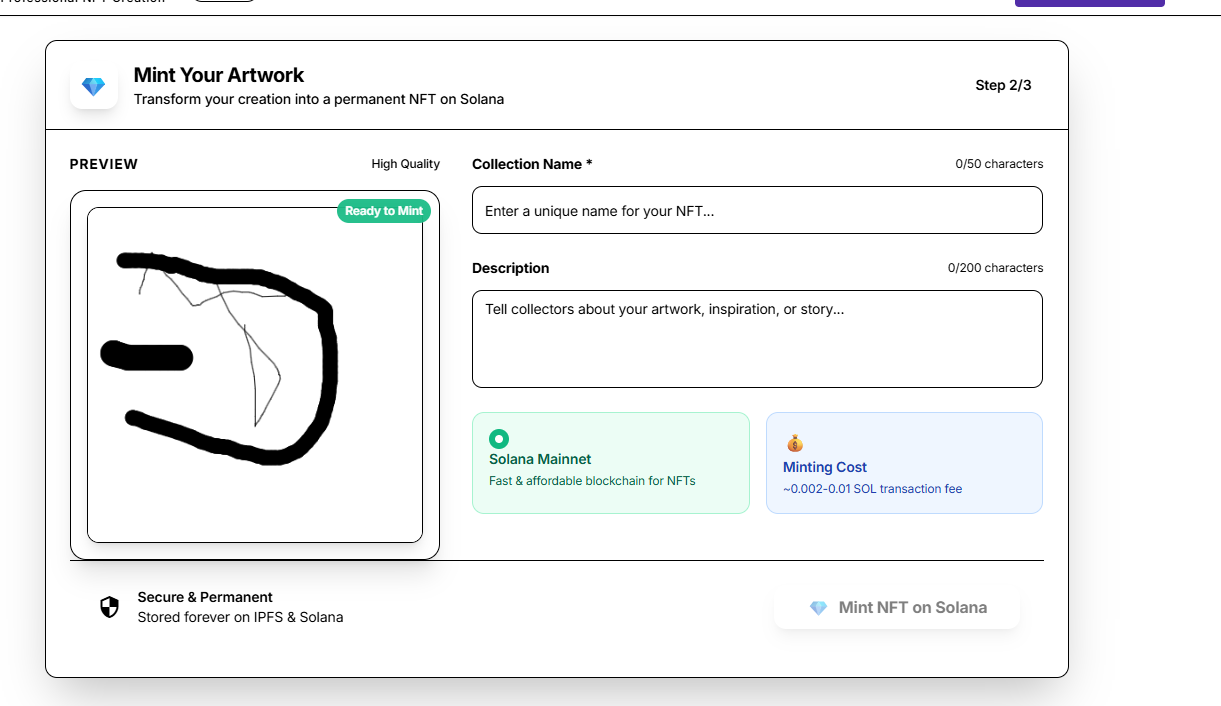 Professional NFT Creation
Mint Your Artwork
Transform your creation into a permanent NFT on Solana
Step 2/3
PREVIEW
High Quality
Ready to Mint
Collection Name *
0/50 characters
Enter a unique name for your NFT...
Description
0/200 characters
Tell collectors about your artwork, inspiration, or story...
Solana Mainnet
Fast & affordable blockchain for NFTs
Minting Cost
~0.002-0.01 SOL transaction fee
Secure & Permanent
Stored forever on IPFS & Solana
Mint NFT on Solana